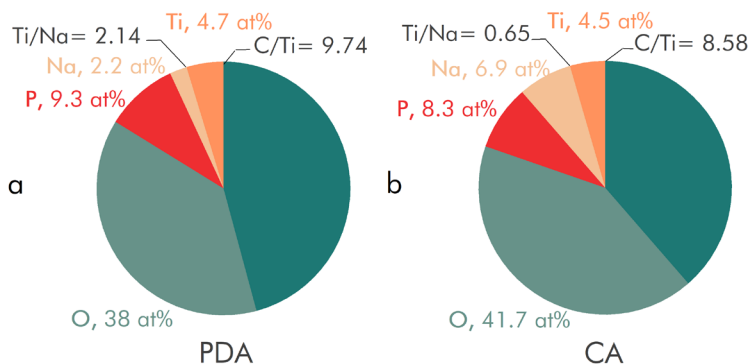 Ti, 4.7 at%
Ti/Na= 2.14
C/Ti= 9.74
Na, 2.2 at%
P, 9.3 at%
a
O, 38 at%
PDA
Ti, 4.5 at%
Ti/Na= 0.65
C/Ti= 8.58
Na, 6.9 at%
P, 8.3 at%
b
O, 41.7 at%
CA